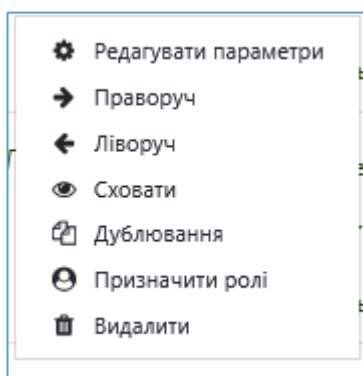 Редагувати параметри
Праворуч
Ліворуч
Сховати
Дублювання
Призначити ролі
Видалити